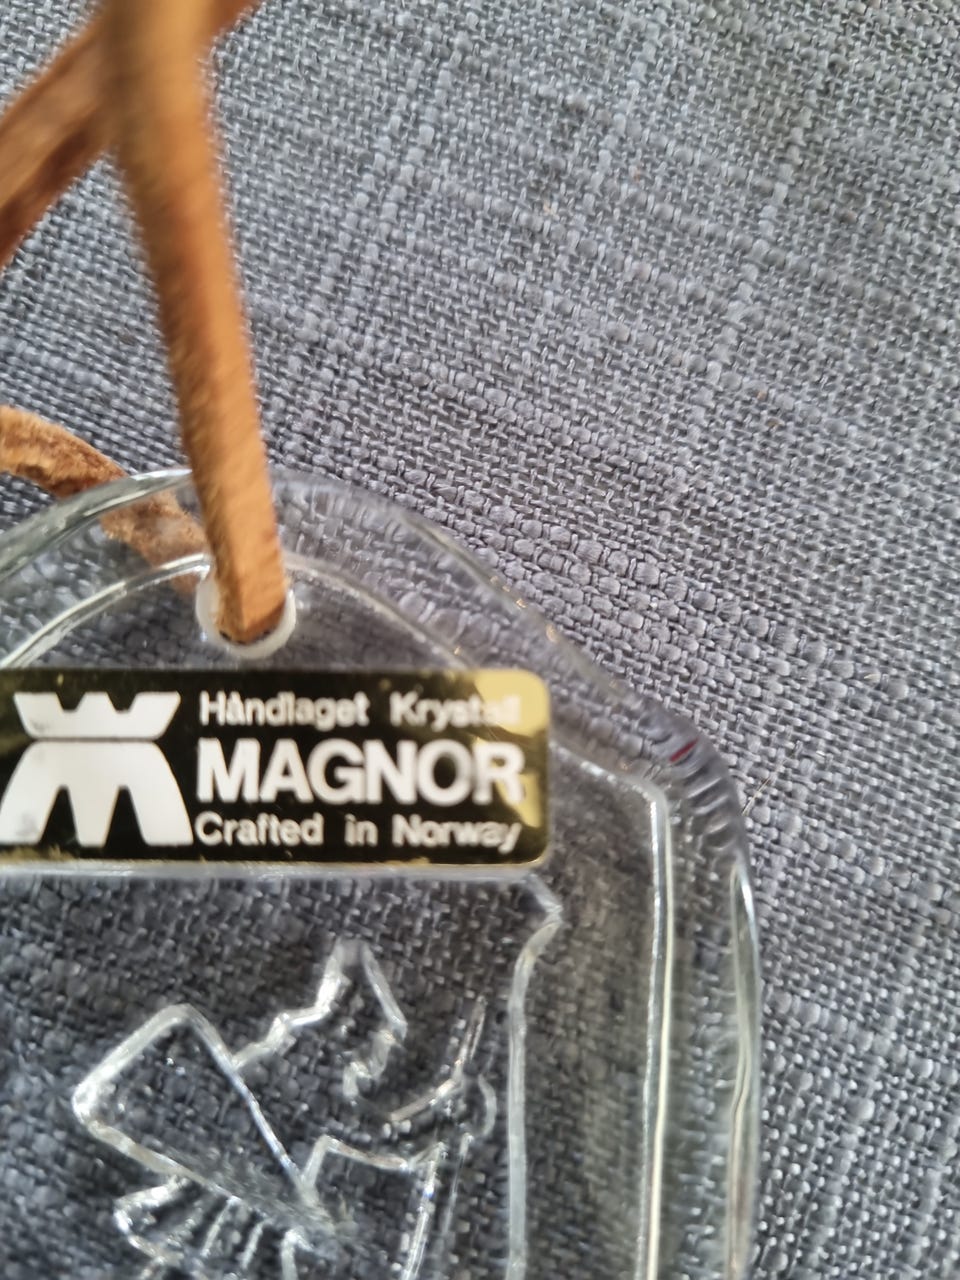 Håndlaget Krystall
MAGNOR
Crafted in Norway